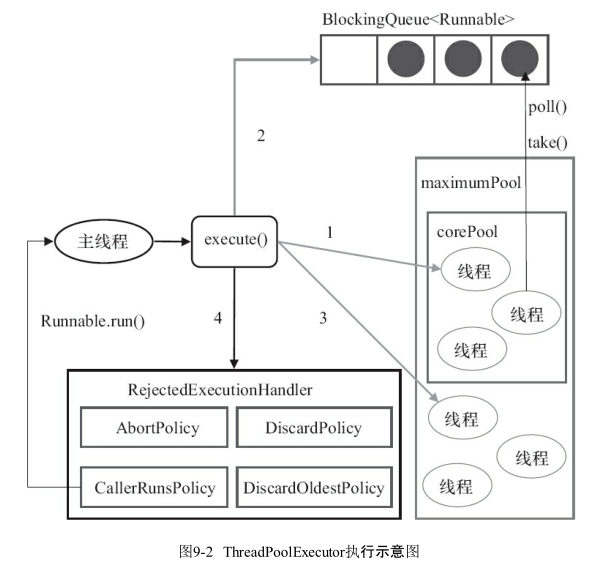 BlockingQueue<Runnable>
poll()
2
take()
maximumPool
corePool
主线程
execute()
1
线程
线程
Runnable.run()
4
3
线程
RejectedExecutionHandler
AbortPolicy
DiscardPolicy
线程
线程
CallerRunsPolicy
DiscardOldestPolicy
线程
图9-2 ThreadPoolExecutor执行示意图